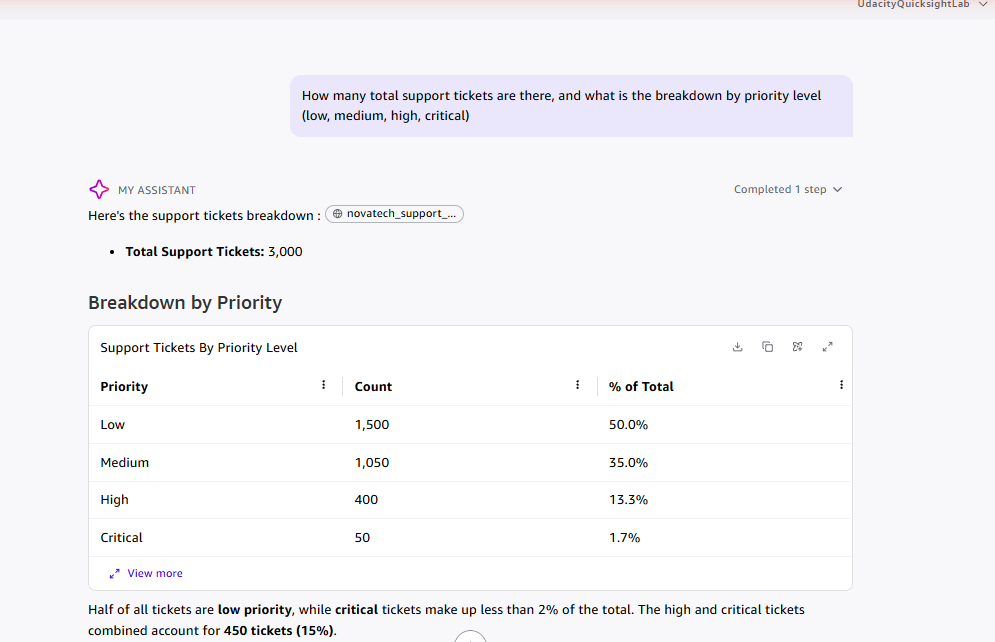 UdacityQuicksightLab
How many total support tickets are there, and what is the breakdown by priority level
(low, medium, high, critical)
MY ASSISTANT
Completed 1 step
Here's the support tickets breakdown : novatech_support_...
• Total Support Tickets: 3,000
Breakdown by Priority
Support Tickets By Priority Level
Priority Count % of Total
Low 1,500 50.0%
Medium 1,050 35.0%
High 400 13.3%
Critical 50 1.7%
View more
Half of all tickets are low priority, while critical tickets make up less than 2% of the total. The high and critical tickets
combined account for 450 tickets (15%).